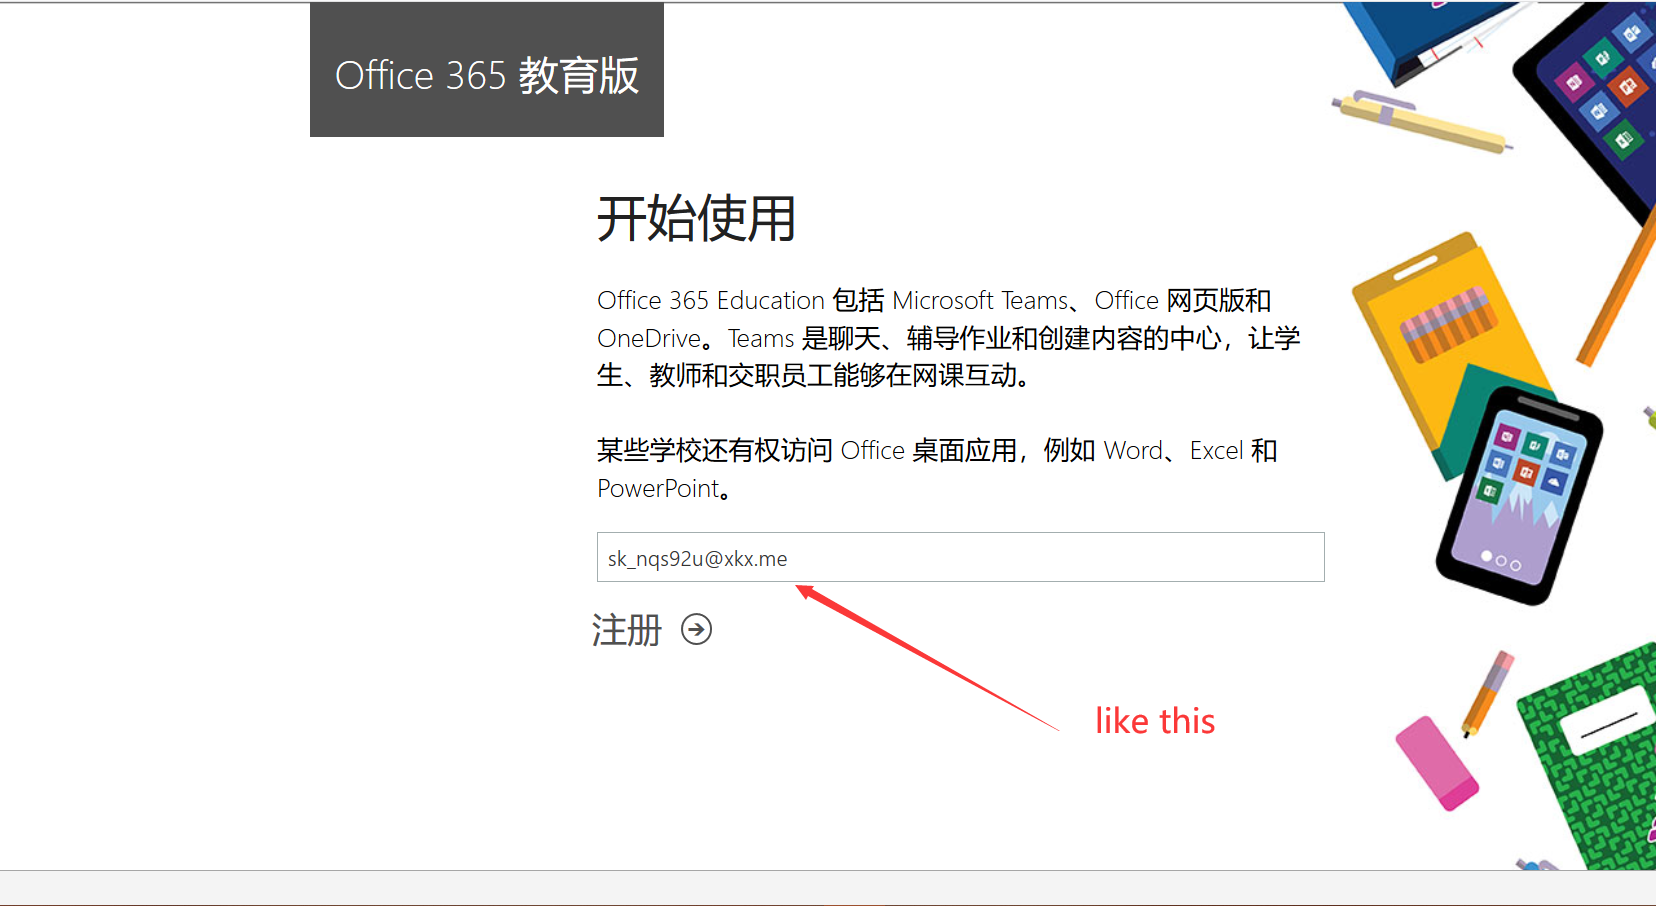 Office 365 教育版
开始使用
Office 365 Education 包括 Microsoft Teams、Office 网页版和
OneDrive。Teams 是聊天、辅导作业和创建内容的中心，让学
生、教师和交职员工能够在网课互动。
某些学校还有权访问 Office 桌面应用，例如 Word、Excel 和
PowerPoint。
sk_nqs92u@xkx.me
注册
like this